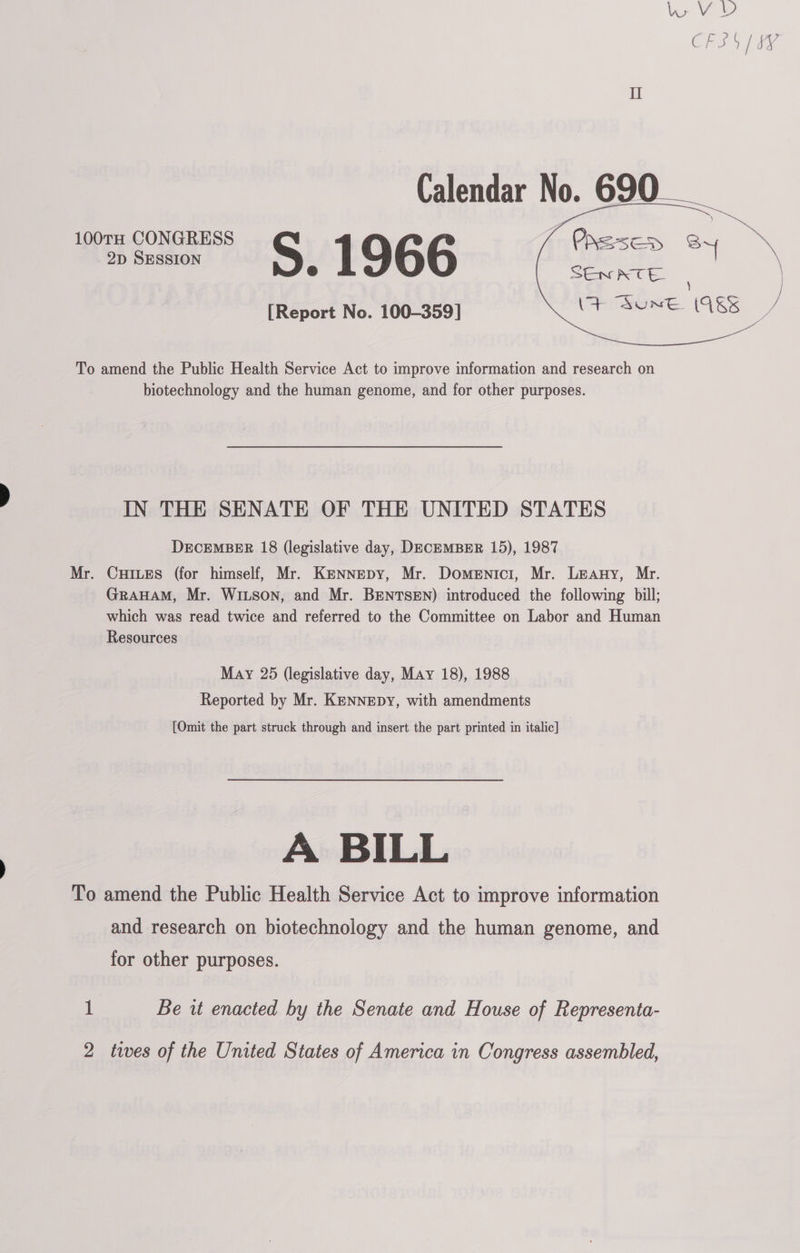 CF34/
II
Calendar No. 690
100TH CONGRESS
2D SESSION
S. 1966
[Report No. 100–359]
PASSED BY
SENATE,
17 JUNE 1988
To amend the Public Health Service Act to improve information and research on
biotechnology and the human genome, and for other purposes.
IN THE SENATE OF THE UNITED STATES
DECEMBER 18 (legislative day, DECEMBER 15), 1987
Mr. CHILES (for himself, Mr. KENNEDY, Mr. DOMENICI, Mr. LEAHY, Mr.
GRAHAM, Mr. WILSON, and Mr. BENTSEN) introduced the following bill;
which was read twice and referred to the Committee on Labor and Human
Resources
MAY 25 (legislative day, MAY 18), 1988
Reported by Mr. KENNEDY, with amendments
[Omit the part struck through and insert the part printed in italic]
A BILL
To amend the Public Health Service Act to improve information
and research on biotechnology and the human genome, and
for other purposes.
1 Be it enacted by the Senate and House of Representa-
2 tives of the United States of America in Congress assembled,